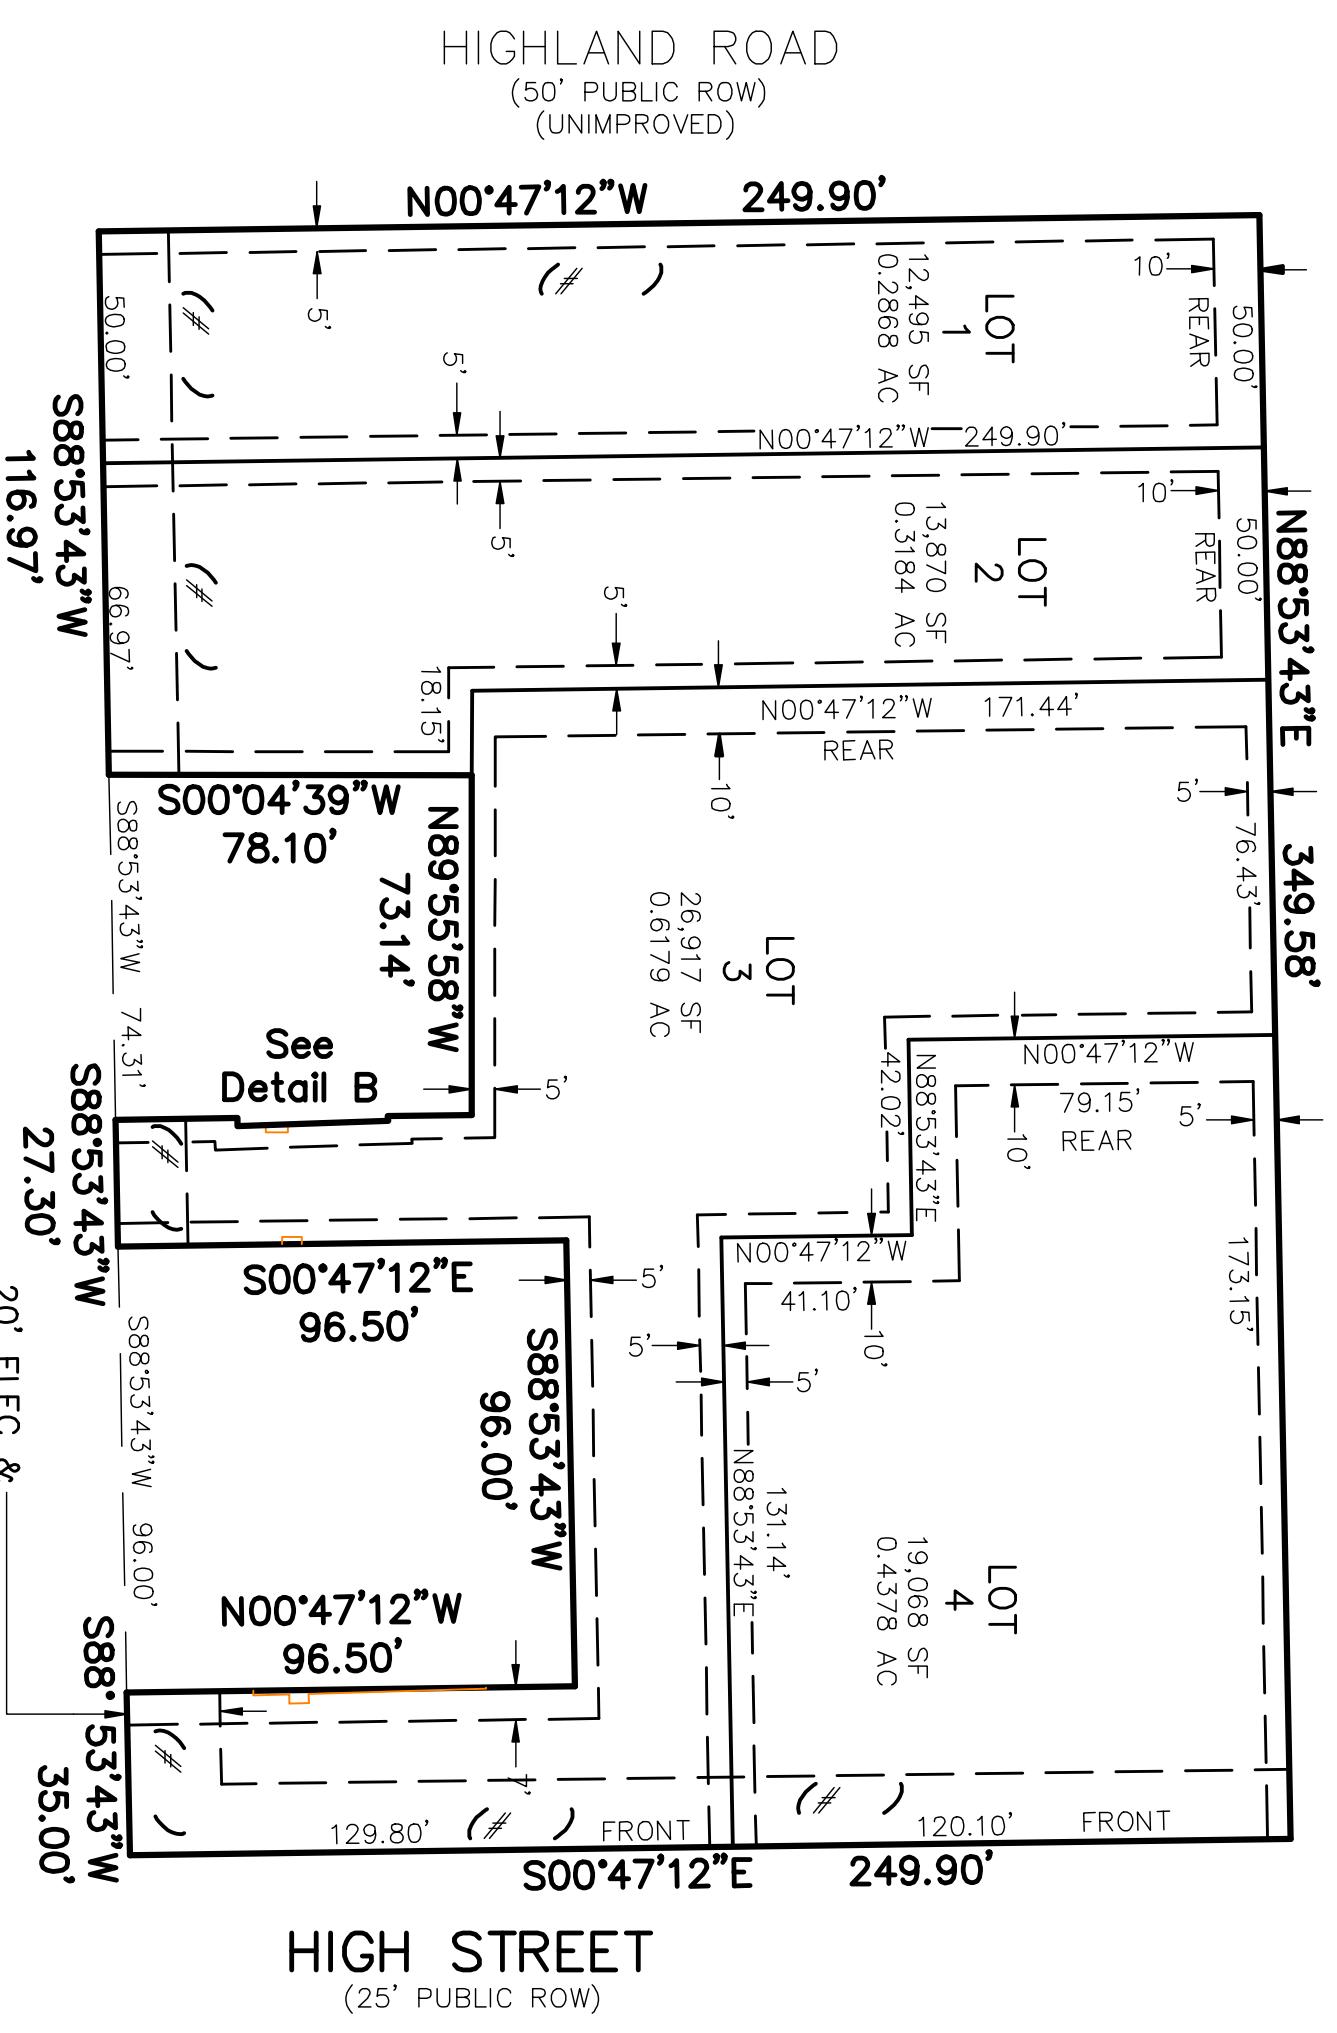 HIGHLAND ROAD
(50' PUBLIC ROW)
(UNIMPROVED)
N00°47'12"W 249.90'
10'
50.00'
REAR
LOT
1
12,495 SF
0.2868 AC
5'
50.00'
5'
N00°47'12"W 249.90'
S88°53'43"W
116.97'
10'
50.00'
REAR
N88°53'43"E 349.58'
LOT
2
13,870 SF
0.3184 AC
5'
5'
66.97'
18.15'
N00°47'12"W 171.44'
REAR
10'
5'
76.43'
S00°04'39"W
78.10'
N89°55'58"W
73.14'
S88°53'43"W 74.31'
LOT
3
26,917 SF
0.6179 AC
See
Detail B
5'
N00°47'12"W
79.15'
REAR
10'
5'
N88°53'43"E
42.02'
S88°53'43"W
27.30'
N00°47'12"W
41.10'
10'
173.15'
S00°47'12"E
96.50'
5'
5'
5'
S88°53'43"W
96.00'
S88°53'43"W 96.00'
20' ELEC &
N88°53'43"E
131.14'
LOT
4
19,068 SF
0.4378 AC
N00°47'12"W
96.50'
S88°53'43"W
35.00'
129.80'
FRONT
120.10'
FRONT
S00°47'12"E 249.90'
HIGH STREET
(25' PUBLIC ROW)